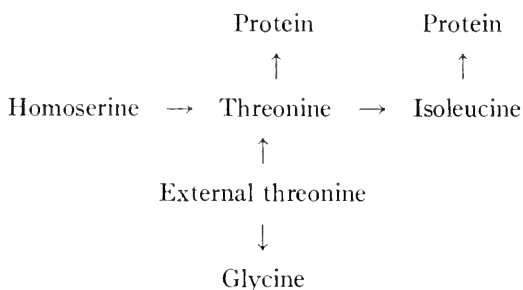 Protein Protein
↑ ↑
Homoserine → Threonine → Isoleucine
↑
External threonine
↓
Glycine